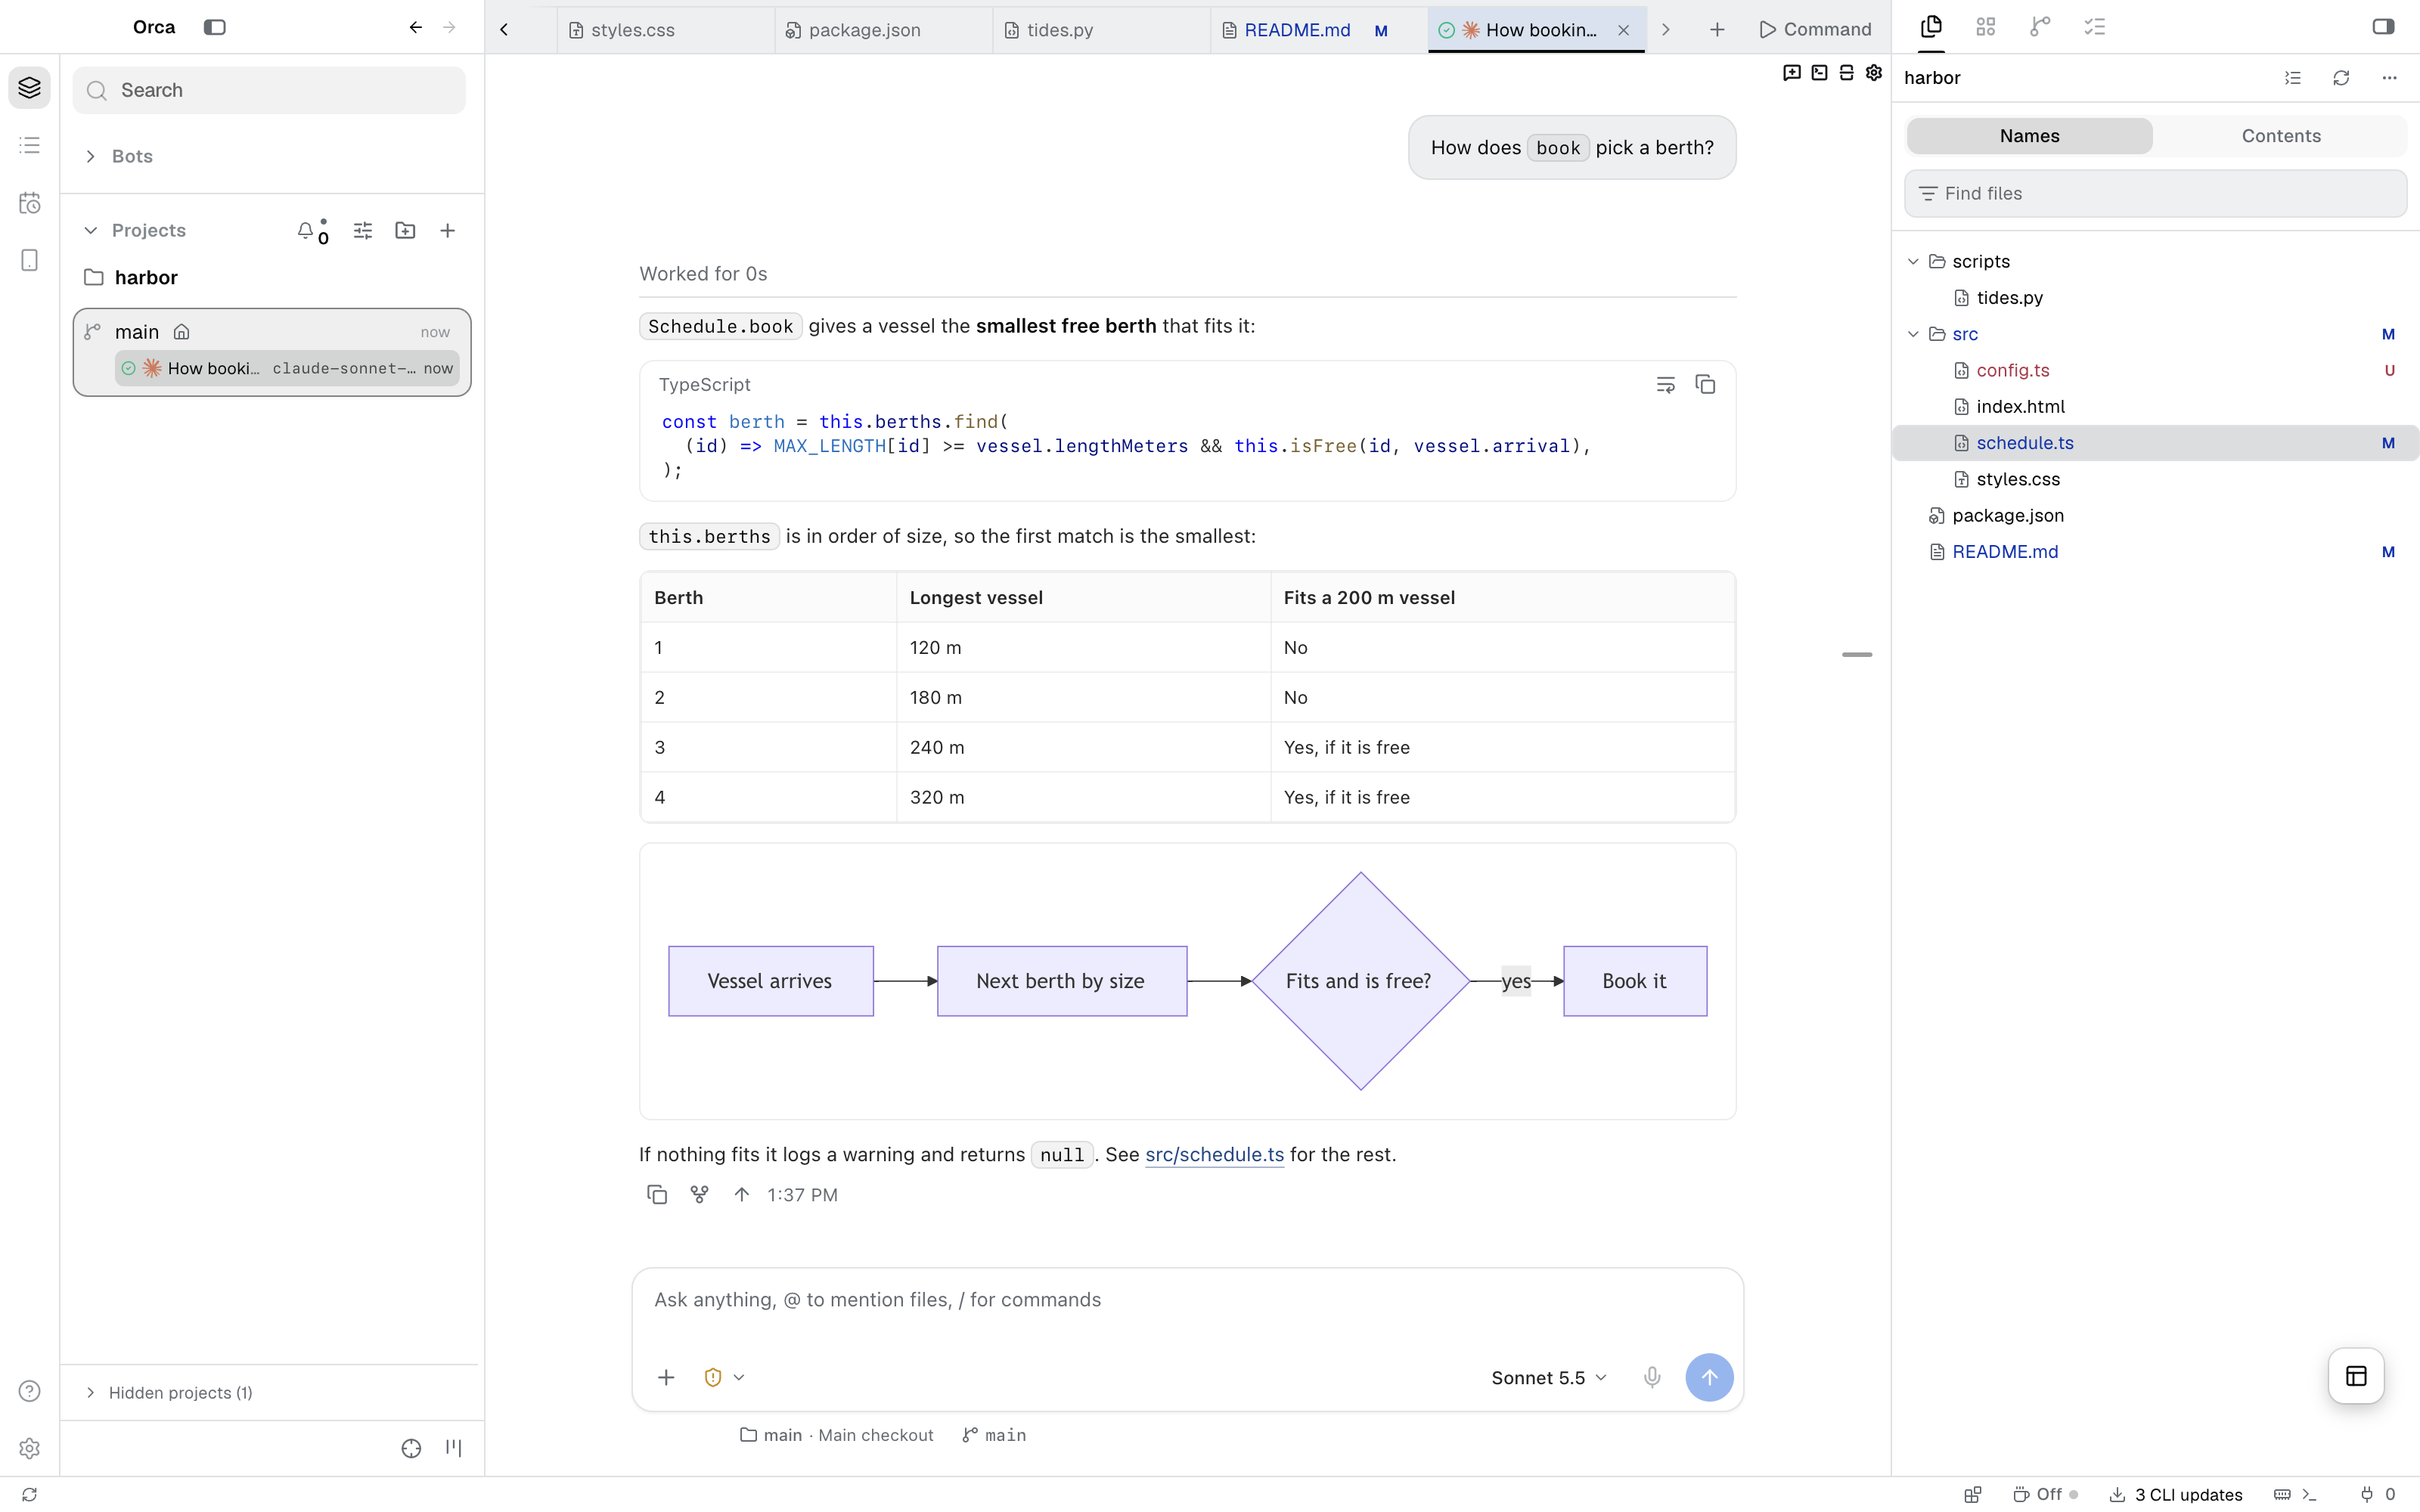 Orca
styles.css
package.json
tides.py
README.md M
How bookin...
Command
Search
Bots
Projects
0
harbor
main
now
How booki... claude-sonnet-... now
Hidden projects (1)
How does book pick a berth?
Worked for 0s
Schedule.book gives a vessel the smallest free berth that fits it:
TypeScript
const berth = this.berths.find(
(id) => MAX_LENGTH[id] >= vessel.lengthMeters && this.isFree(id, vessel.arrival),
);
this.berths is in order of size, so the first match is the smallest:
Berth Longest vessel Fits a 200 m vessel
1 120 m No
2 180 m No
3 240 m Yes, if it is free
4 320 m Yes, if it is free
Vessel arrives
Next berth by size
Fits and is free?
yes
Book it
If nothing fits it logs a warning and returns null. See src/schedule.ts for the rest.
1:37 PM
Ask anything, @ to mention files, / for commands
Sonnet 5.5
main · Main checkout main
harbor
Names Contents
Find files
scripts
tides.py
src M
config.ts U
index.html
schedule.ts M
styles.css
package.json
README.md M
Off
3 CLI updates
0